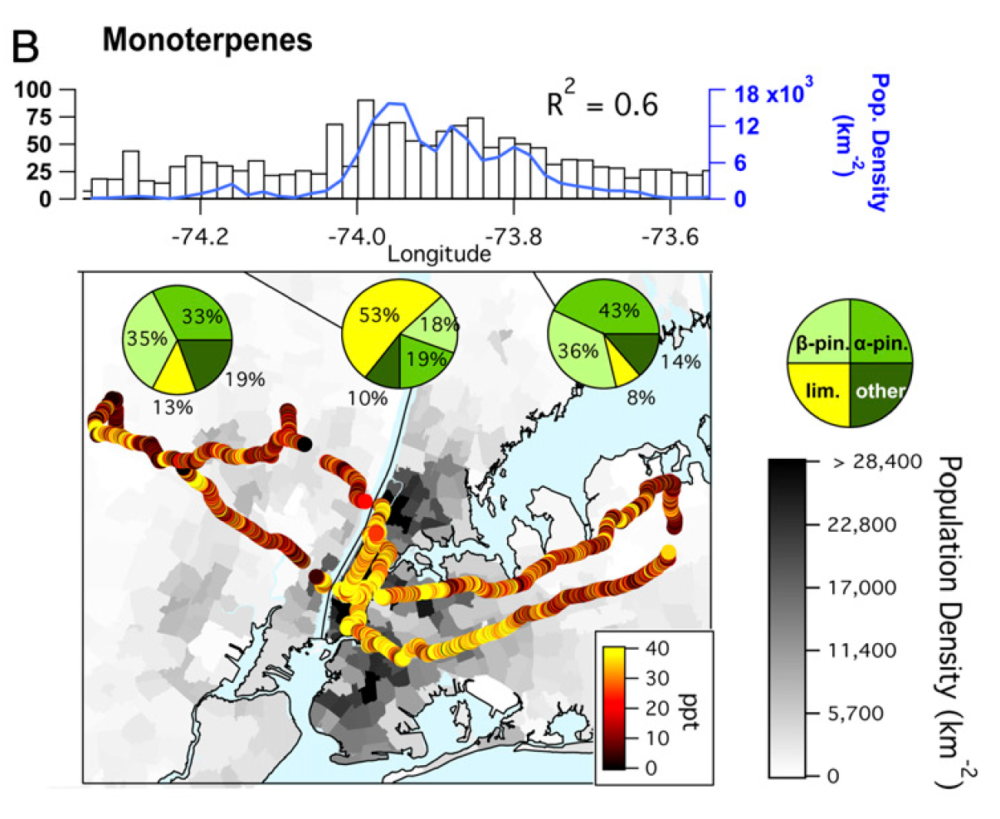 B Monoterpenes
100
75
50
25
0
R² = 0.6
18 x10³
12
6
0
Pop. Density
(km⁻²)
-74.2 -74.0 -73.8 -73.6
Longitude
33%
35%
19%
13%
53%
18%
19%
10%
43%
36%
14%
8%
β-pin. α-pin.
lim. other
40
30
20
10
0
ppt
> 28,400
22,800
17,000
11,400
5,700
0
Population Density (km⁻²)